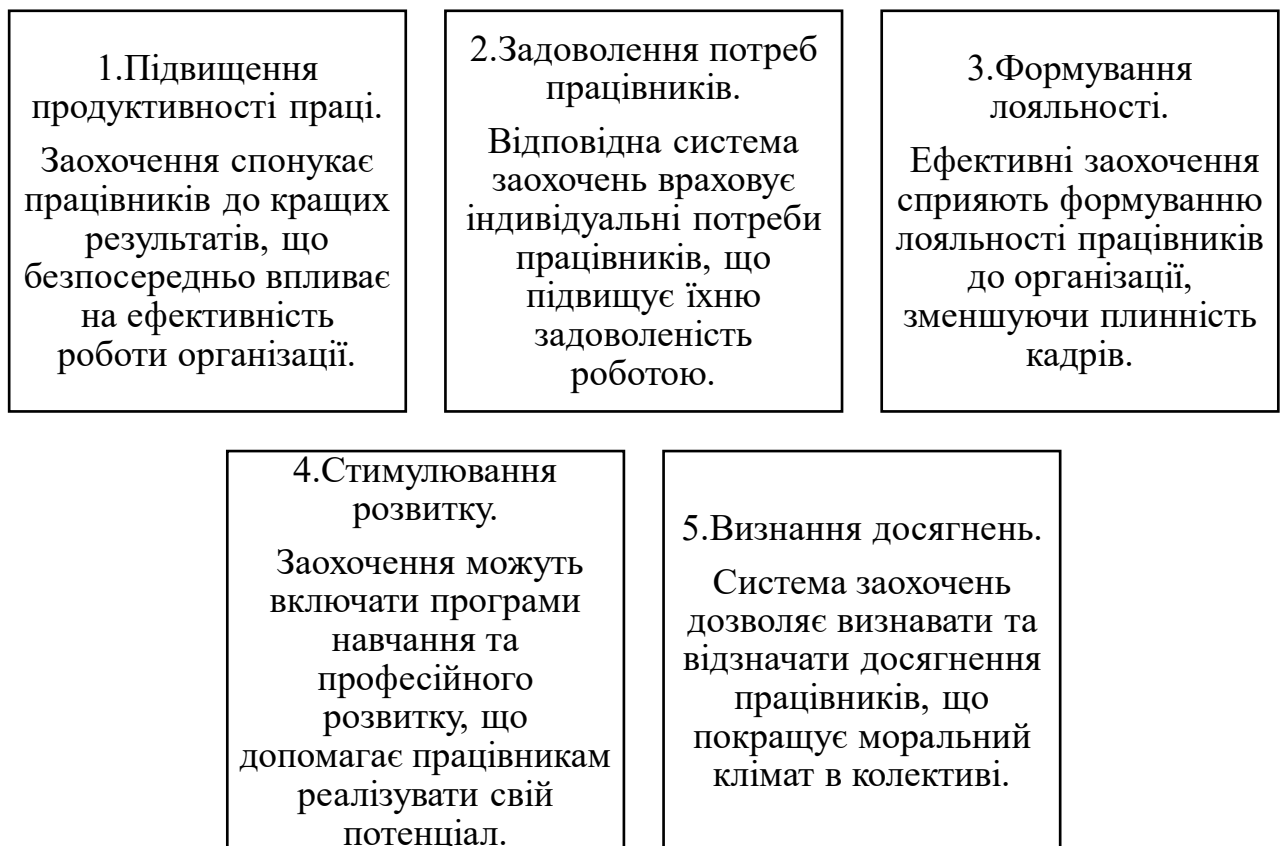 1.Підвищення
продуктивності праці.
Заохочення спонукає
працівників до кращих
результатів, що
безпосередньо впливає
на ефективність
роботи організації.
2.Задоволення потреб
працівників.
Відповідна система
заохочень враховує
індивідуальні потреби
працівників, що
підвищує їхню
задоволеність
роботою.
3.Формування
лояльності.
Ефективні заохочення
сприяють формуванню
лояльності працівників
до організації,
зменшуючи плинність
кадрів.
4.Стимулювання
розвитку.
Заохочення можуть
включати програми
навчання та
професійного
розвитку, що
допомагає працівникам
реалізувати свій
потенціал.
5.Визнання досягнень.
Система заохочень
дозволяє визнавати та
відзначати досягнення
працівників, що
покращує моральний
клімат в колективі.